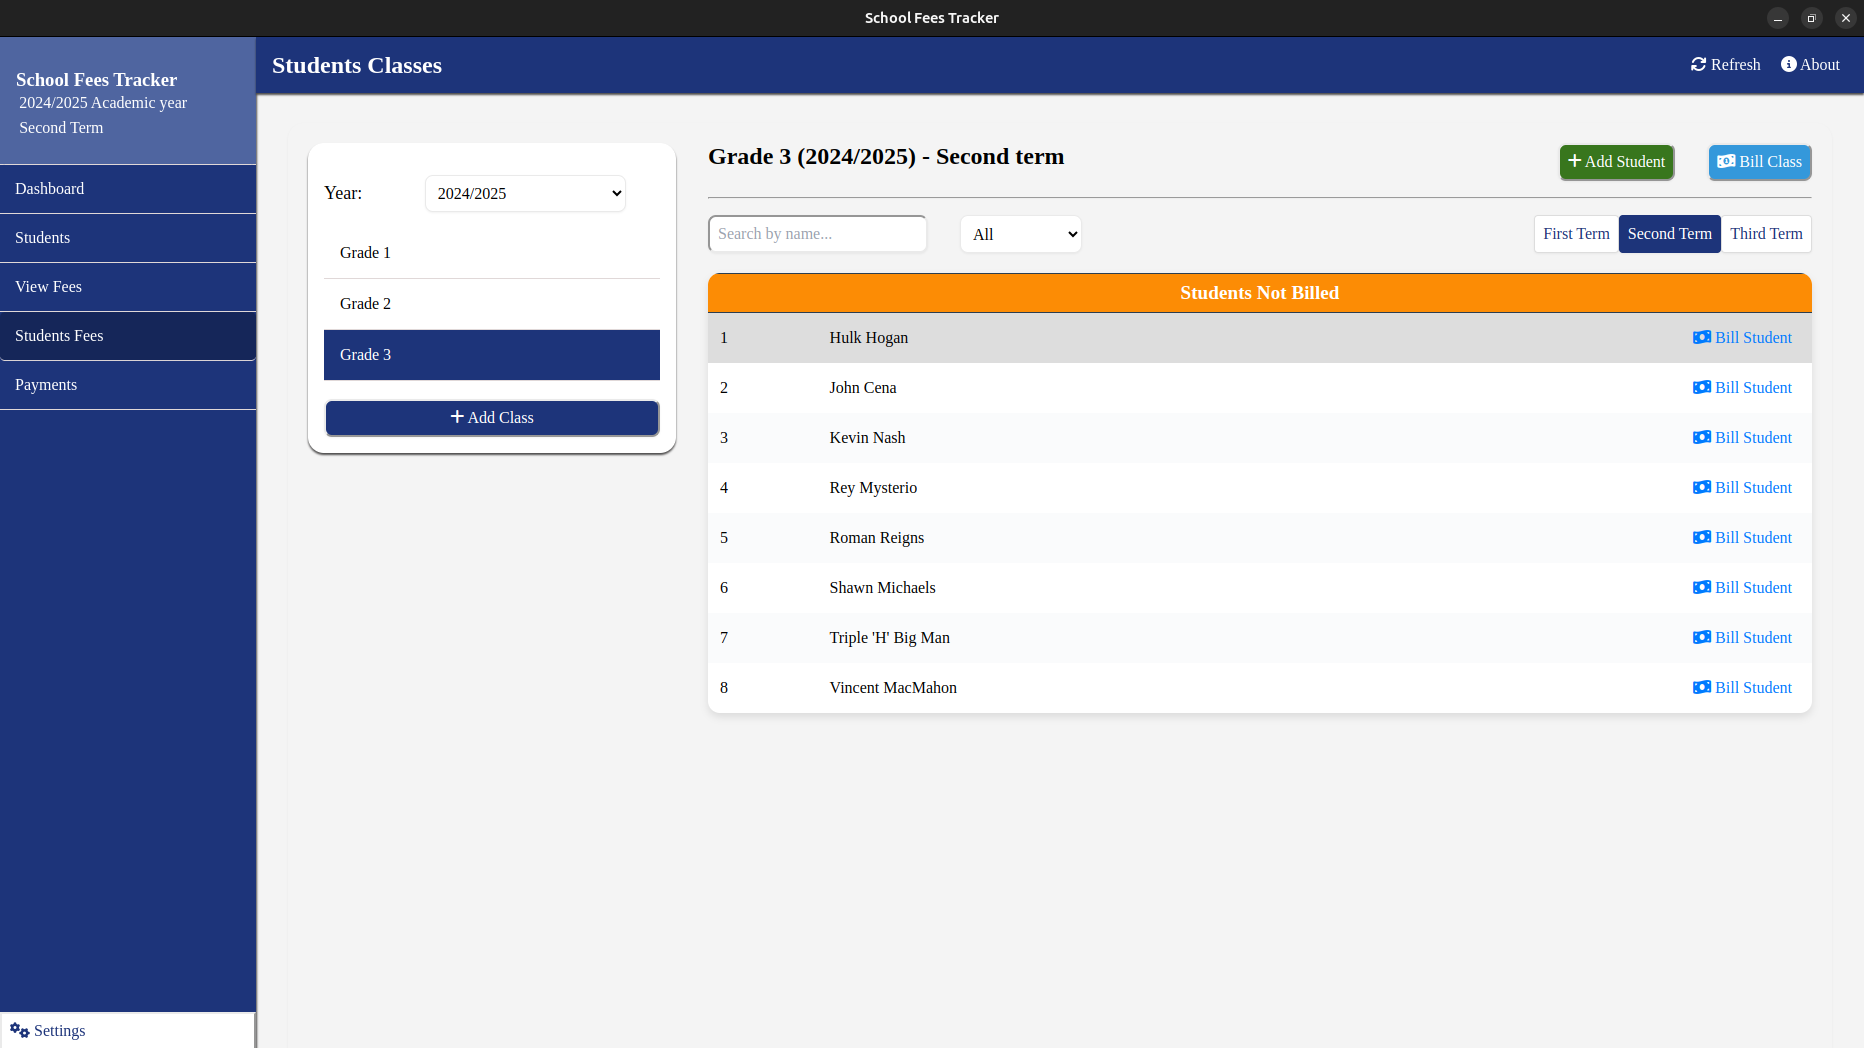 School Fees Tracker
School Fees Tracker
2024/2025 Academic year
Second Term
Dashboard
Students
View Fees
Students Fees
Payments
Settings
Students Classes
Refresh
About
Year:
2024/2025
Grade 1
Grade 2
Grade 3
+ Add Class
Grade 3 (2024/2025) - Second term
+ Add Student
Bill Class
Search by name...
All
First Term
Second Term
Third Term
Students Not Billed
1 Hulk Hogan Bill Student
2 John Cena Bill Student
3 Kevin Nash Bill Student
4 Rey Mysterio Bill Student
5 Roman Reigns Bill Student
6 Shawn Michaels Bill Student
7 Triple 'H' Big Man Bill Student
8 Vincent MacMahon Bill Student